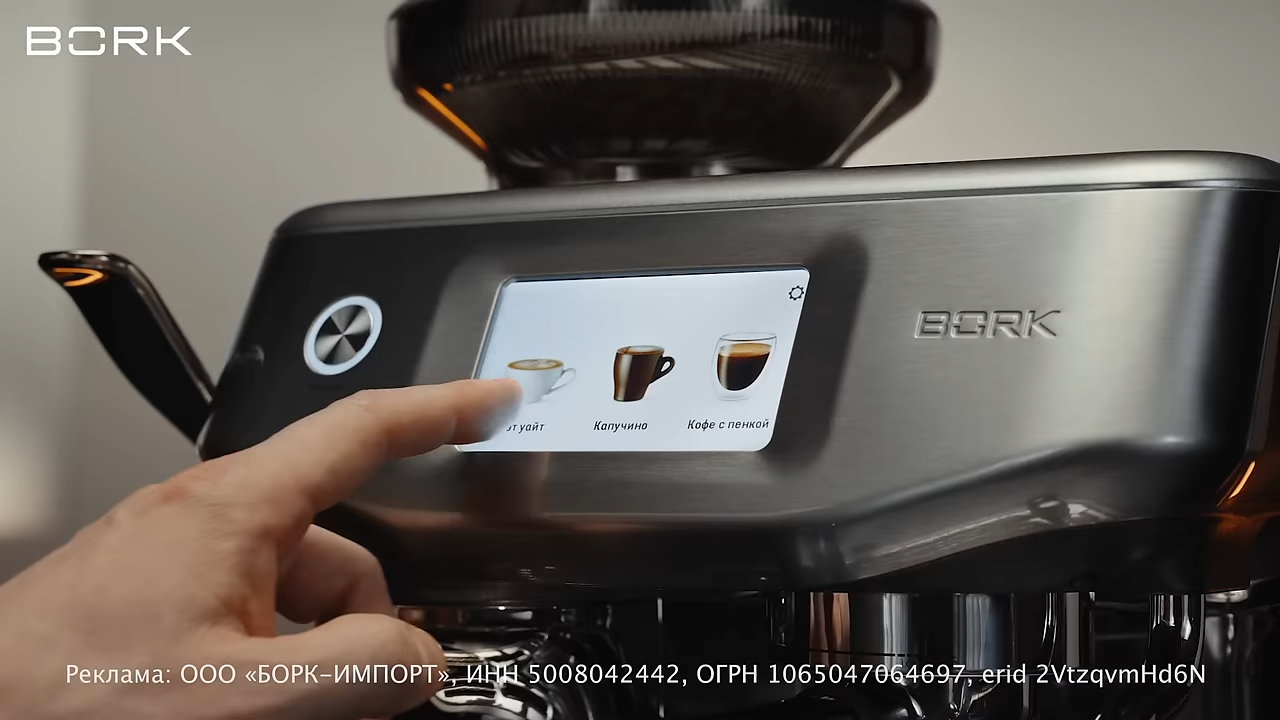 BORK
BORK
Капучино
Кофе с пенкой
Реклама: ООО «БОРК-ИМПОРТ», ИНН 5008042442, ОГРН 1065047064697, erid 2VtzqvmHd6N